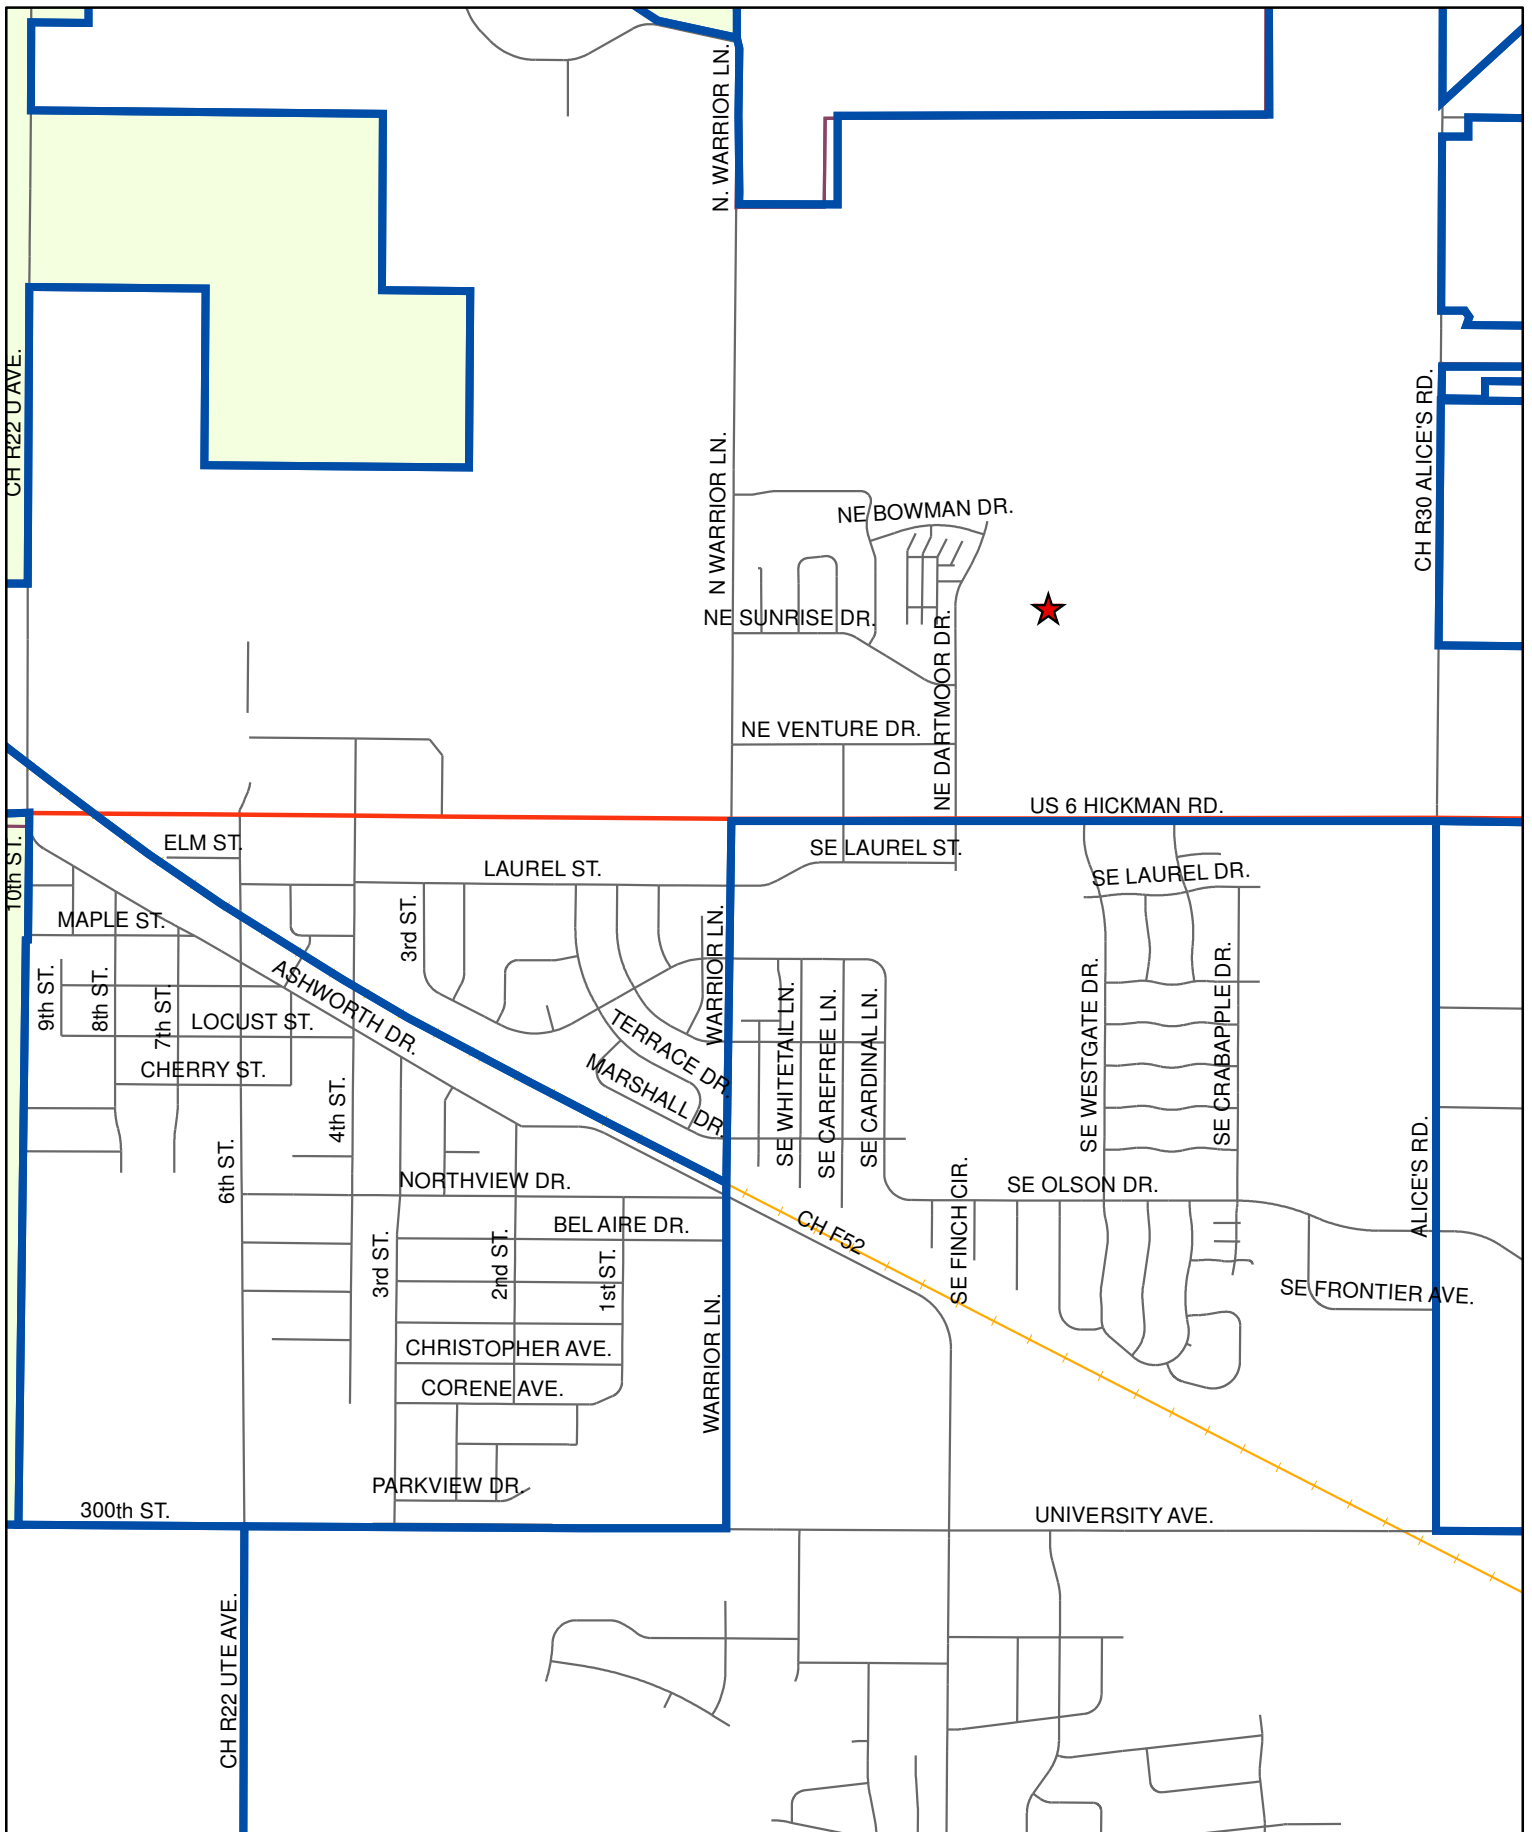 N. WARRIOR LN.
CH R22 U AVE.
N WARRIOR LN.
CH R30 ALICE'S RD.
NE BOWMAN DR.
NE SUNRISE DR.
NE DARTMOOR DR.
NE VENTURE DR.
US 6 HICKMAN RD.
10th ST.
ELM ST.
LAUREL ST.
SE LAUREL ST.
SE LAUREL DR.
MAPLE ST.
3rd ST.
WARRIOR LN.
9th ST.
8th ST.
7th ST.
ASHWORTH DR.
LOCUST ST.
CHERRY ST.
TERRACE DR.
MARSHALL DR.
SE WHITETAIL LN.
SE CAREFREE LN.
SE CARDINAL LN.
SE WESTGATE DR.
SE CRABAPPLE DR.
4th ST.
6th ST.
NORTHVIEW DR.
SE OLSON DR.
ALICE'S RD.
BEL AIRE DR.
CH F52
SE FINCH CIR.
3rd ST.
2nd ST.
1st ST.
SE FRONTIER AVE.
CHRISTOPHER AVE.
WARRIOR LN.
CORENE AVE.
PARKVIEW DR.
300th ST.
UNIVERSITY AVE.
CH R22 UTE AVE.